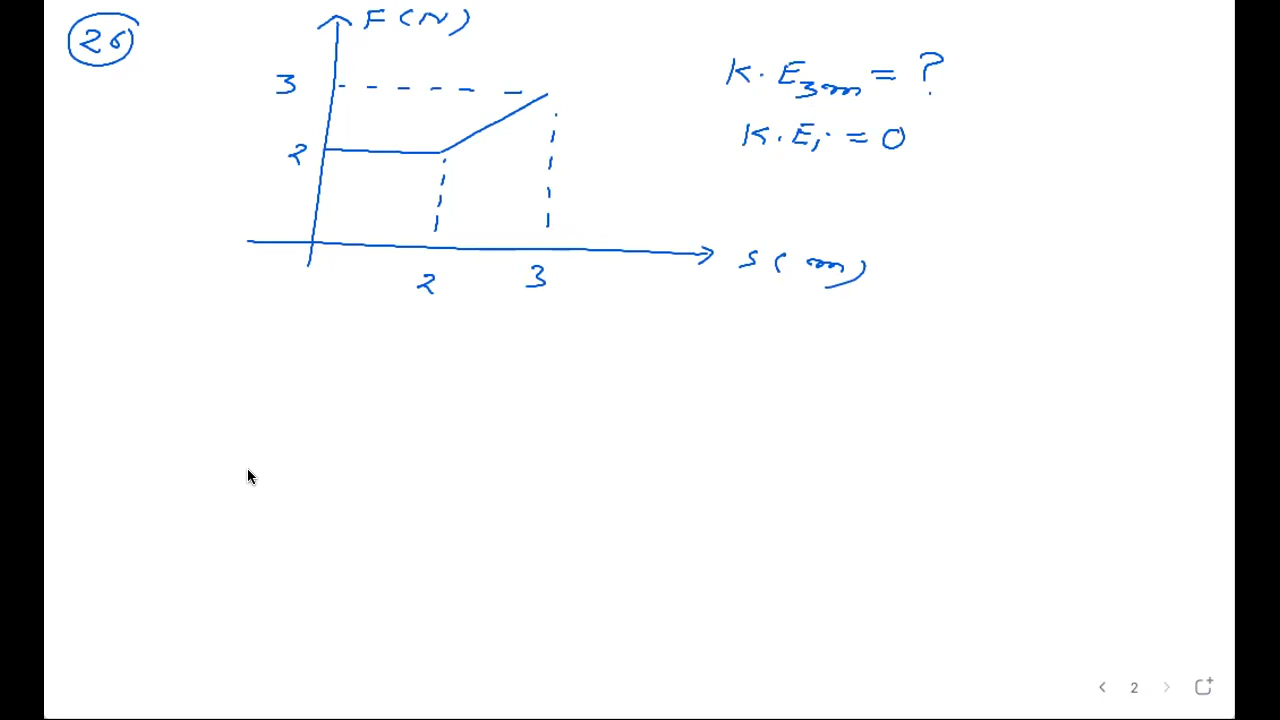 26
F (N)
3
K. E3m = ?
K. Ei = 0
2
2
3
s (m)
2